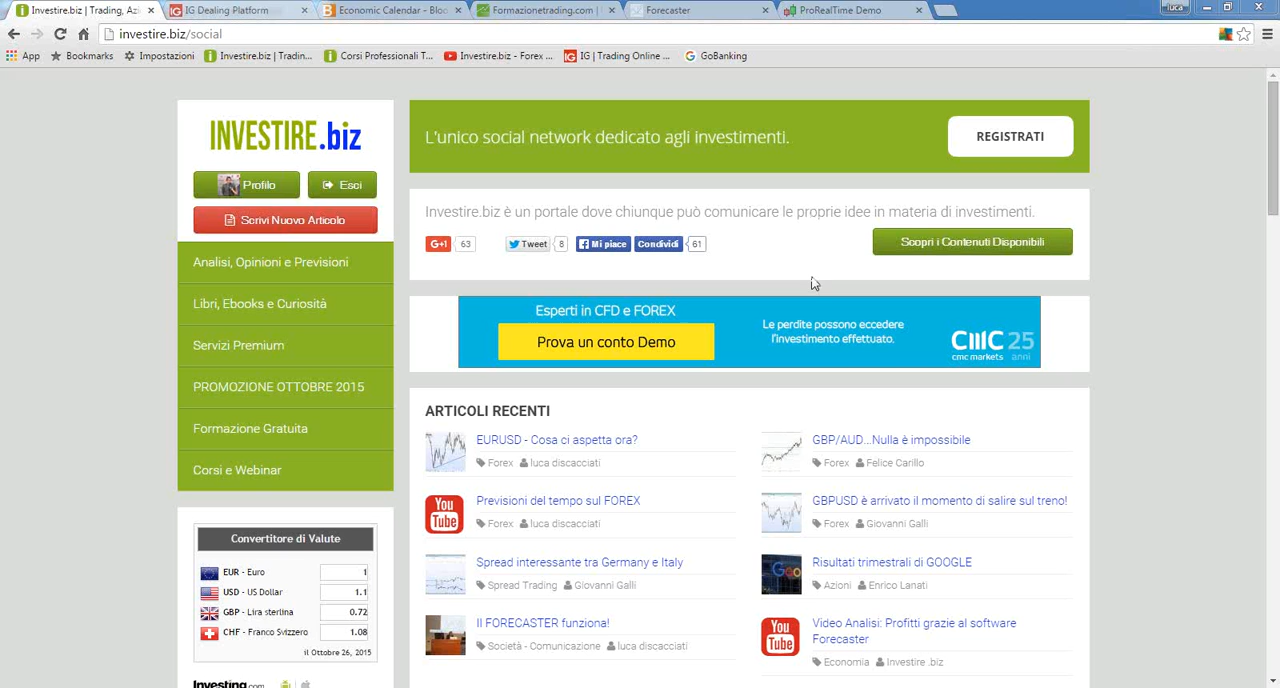 Investire.biz | Trading, Az
IG Dealing Platform
Economic Calendar - Bloo
Formazionetrading.com |
Forecaster
ProRealTime Demo
luca
investire.biz/social
App
Bookmarks
Impostazioni
Investire.biz | Tradin...
Corsi Professionali T...
Investire.biz - Forex ...
IG | Trading Online ...
GoBanking
INVESTIRE.biz
L'unico social network dedicato agli investimenti.
REGISTRATI
Profilo
Esci
Scrivi Nuovo Articolo
Investire.biz è un portale dove chiunque può comunicare le proprie idee in materia di investimenti.
G+1 63
Tweet 8
Mi piace
Condividi 61
Scopri i Contenuti Disponibili
Analisi, Opinioni e Previsioni
Libri, Ebooks e Curiosità
Servizi Premium
PROMOZIONE OTTOBRE 2015
Formazione Gratuita
Corsi e Webinar
Esperti in CFD e FOREX
Prova un conto Demo
Le perdite possono eccedere
l'investimento effettuato.
CMC 25
cmc markets anni
ARTICOLI RECENTI
EURUSD - Cosa ci aspetta ora?
Forex luca discacciati
GBP/AUD...Nulla è impossibile
Forex Felice Carillo
You Tube
Previsioni del tempo sul FOREX
Forex luca discacciati
GBPUSD è arrivato il momento di salire sul treno!
Forex Giovanni Galli
Spread interessante tra Germany e Italy
Spread Trading Giovanni Galli
Risultati trimestrali di GOOGLE
Azioni Enrico Lanati
Il FORECASTER funziona!
Società - Comunicazione luca discacciati
You Tube
Video Analisi: Profitti grazie al software
Forecaster
Economia Investire .biz
Convertitore di Valute
EUR - Euro 1
USD - US Dollar 1.1
GBP - Lira sterlina 0.72
CHF - Franco Svizzero 1.08
il Ottobre 26, 2015
Investing.com